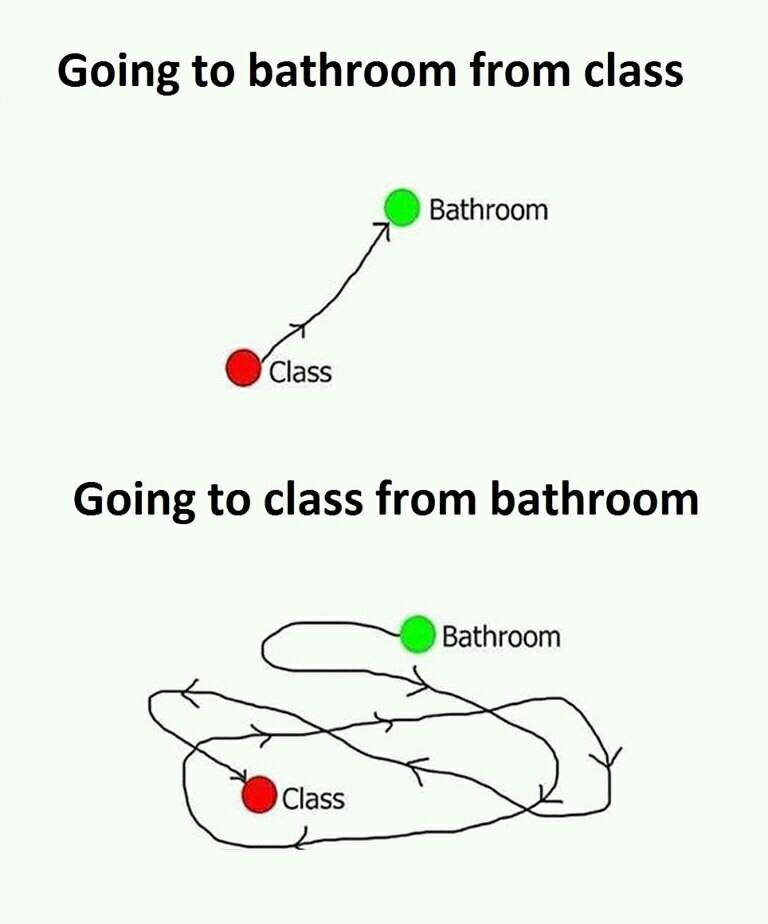 Going to bathroom from class
Bathroom
Class
Going to class from bathroom
Bathroom
Class